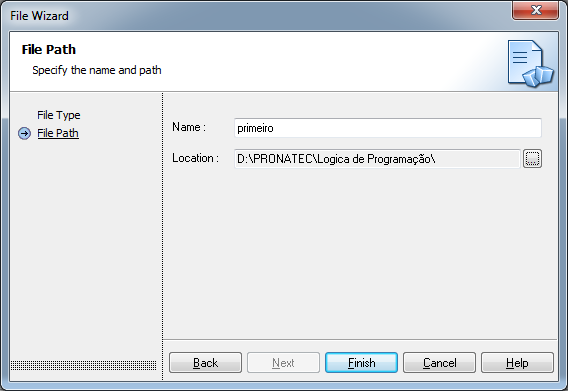 File Wizard
File Path
Specify the name and path
File Type
File Path
Name :
primeiro
Location :
D:\PRONATEC\Logica de Programação\
...
Back
Next
Finish
Cancel
Help